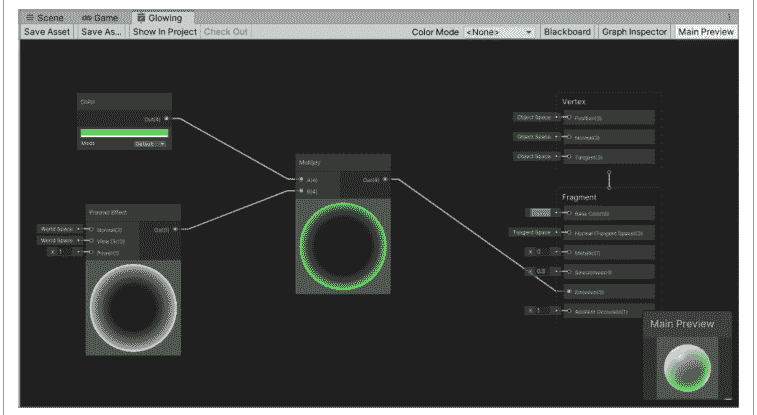 Scene Game Glowing
Save Asset Save As... Show In Project Check Out Color Mode <None> Blackboard Graph Inspector Main Preview
Color
Out(4)
Mode Default
Fresnel Effect
World Space Normal(3) Out(1)
World Space View Dir(3)
X 1 Power(1)
Multiply
A(4) Out(4)
B(4)
Vertex
Object Space Position(3)
Object Space Normal(3)
Object Space Tangent(3)
Fragment
Base Color(3)
Tangent Space Normal (Tangent Space)(3)
X 0 Metallic(1)
X 0.5 Smoothness(1)
Emission(3)
X 1 Ambient Occlusion(1)
Main Preview